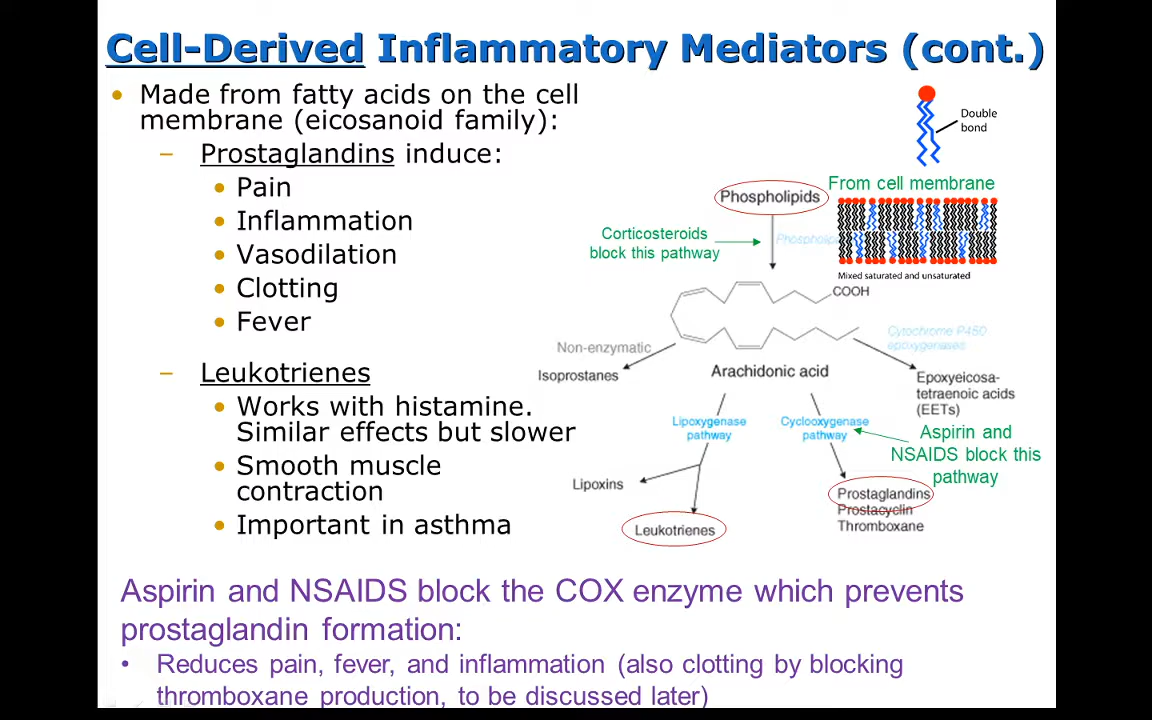 Cell-Derived Inflammatory Mediators (cont.)
• Made from fatty acids on the cell
membrane (eicosanoid family):
– Prostaglandins induce:
• Pain
• Inflammation
• Vasodilation
• Clotting
• Fever
– Leukotrienes
• Works with histamine.
Similar effects but slower
• Smooth muscle
contraction
• Important in asthma
Double
bond
From cell membrane
Phospholipids
Corticosteroids
block this pathway
Mixed saturated and unsaturated
COOH
Cytochrome P450
epoxygenases
Non-enzymatic
Isoprostanes
Arachidonic acid
Epoxyeicosa-
tetraenoic acids
(EETs)
Lipoxygenase
pathway
Cyclooxygenase
pathway
Aspirin and
NSAIDS block this
pathway
Lipoxins
Leukotrienes
Prostaglandins
Prostacyclin
Thromboxane
Aspirin and NSAIDS block the COX enzyme which prevents
prostaglandin formation:
• Reduces pain, fever, and inflammation (also clotting by blocking
thromboxane production, to be discussed later)